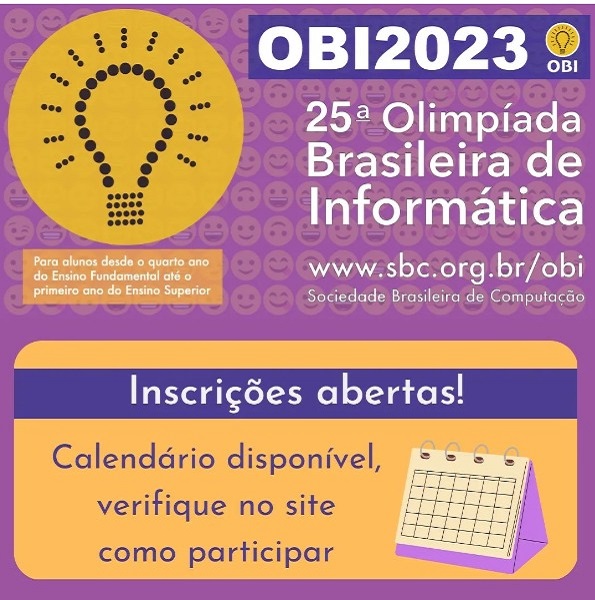 OBI2023
OBI
25ª Olimpíada
Brasileira de
Informática
www.sbc.org.br/obi
Sociedade Brasileira de Computação
Para alunos desde o quarto ano
do Ensino Fundamental até o
primeiro ano do Ensino Superior
Inscrições abertas!
Calendário disponível,
verifique no site
como participar